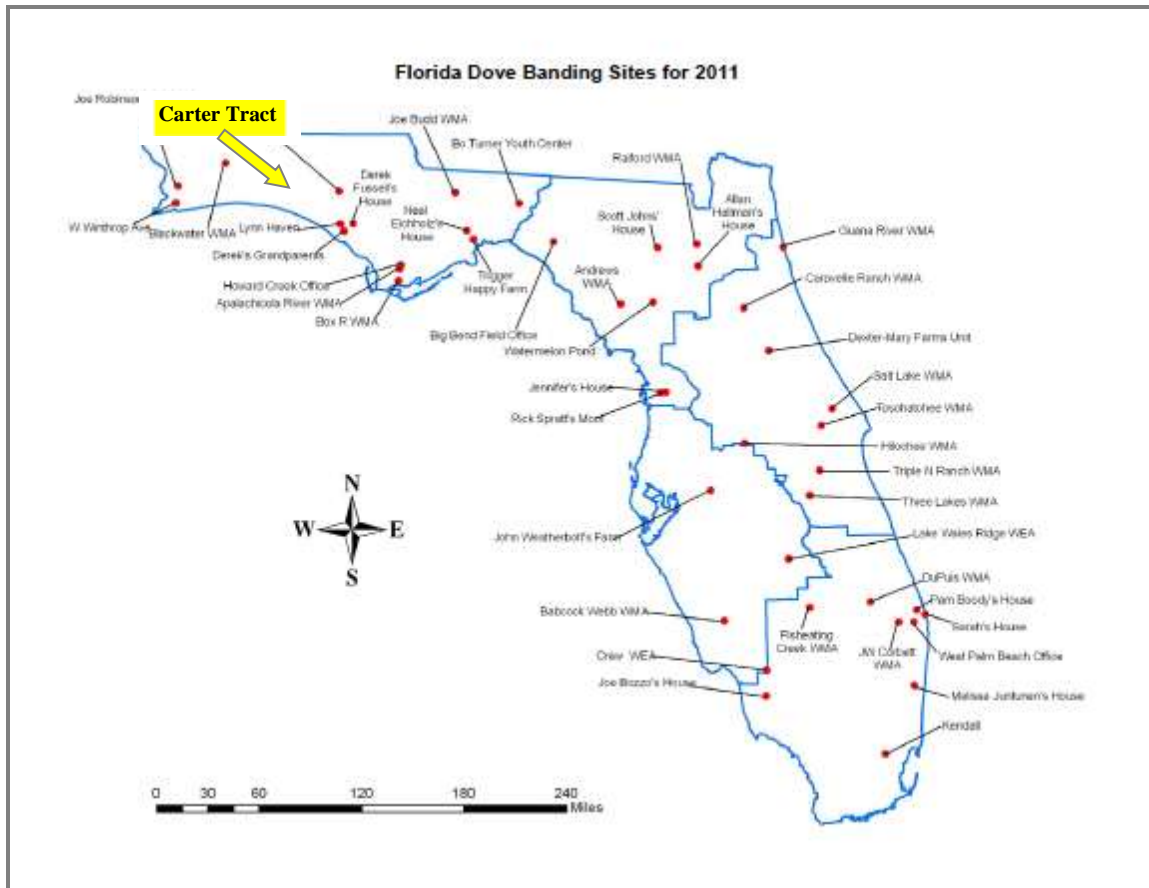 Florida Dove Banding Sites for 2011
Joe Robinson
Carter Tract
Joe Budd WMA
Bo Turner Youth Center
Raiford WMA
Derek
Fussell's
House
Allan
Hallman's
House
Scott Johns'
House
Neal
Eichholz's
House
W Winthrop Ave
Blackwater WMA
Lynn Haven
Guana River WMA
Derek's Grandparents
Andrews
WMA
Howard Creek Office
Trigger
Happy Farm
Caravelle Ranch WMA
Apalachicola River WMA
Box R WMA
Big Bend Field Office
Watermelon Pond
Dexter-Mary Farms Unit
Jennifer's House
Salt Lake WMA
Rick Spratt's Mom
Tosohatchee WMA
Hilochee WMA
Triple N Ranch WMA
N
Three Lakes WMA
W
E
S
John Weatherbolt's Farm
Lake Wales Ridge WEA
DuPuis WMA
Pam Boody's House
Babcock Webb WMA
Fisheating
Creek WMA
Sarah's House
JW Corbett
WMA
West Palm Beach Office
Crew WEA
Joe Bozzo's House
Melissa Juntunen's House
Kendall
0 30 60 120 180 240
Miles